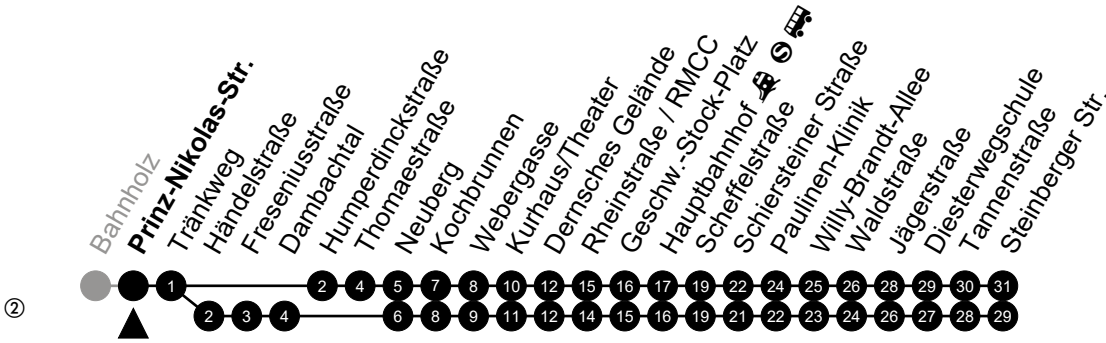 Bahnholz
Prinz-Nikolas-Str.
Tränkweg
Händelstraße
Freseniusstraße
Dambachtal
Humperdinckstraße
Thomaestraße
Neuberg
Kochbrunnen
Webergasse
Kurhaus/Theater
Dernsches Gelände
Rheinstraße / RMCC
Geschw.-Stock-Platz
Hauptbahnhof S
Scheffelstraße
Schiersteiner Straße
Paulinen-Klinik
Willy-Brandt-Allee
Waldstraße
Jägerstraße
Diesterwegschule
Tannenstraße
Steinberger Str.
1 2 4 5 7 8 10 12 15 16 17 19 22 24 25 26 28 29 30 31
② 2 3 4 6 8 9 11 12 14 15 16 19 21 22 23 24 26 27 28 29